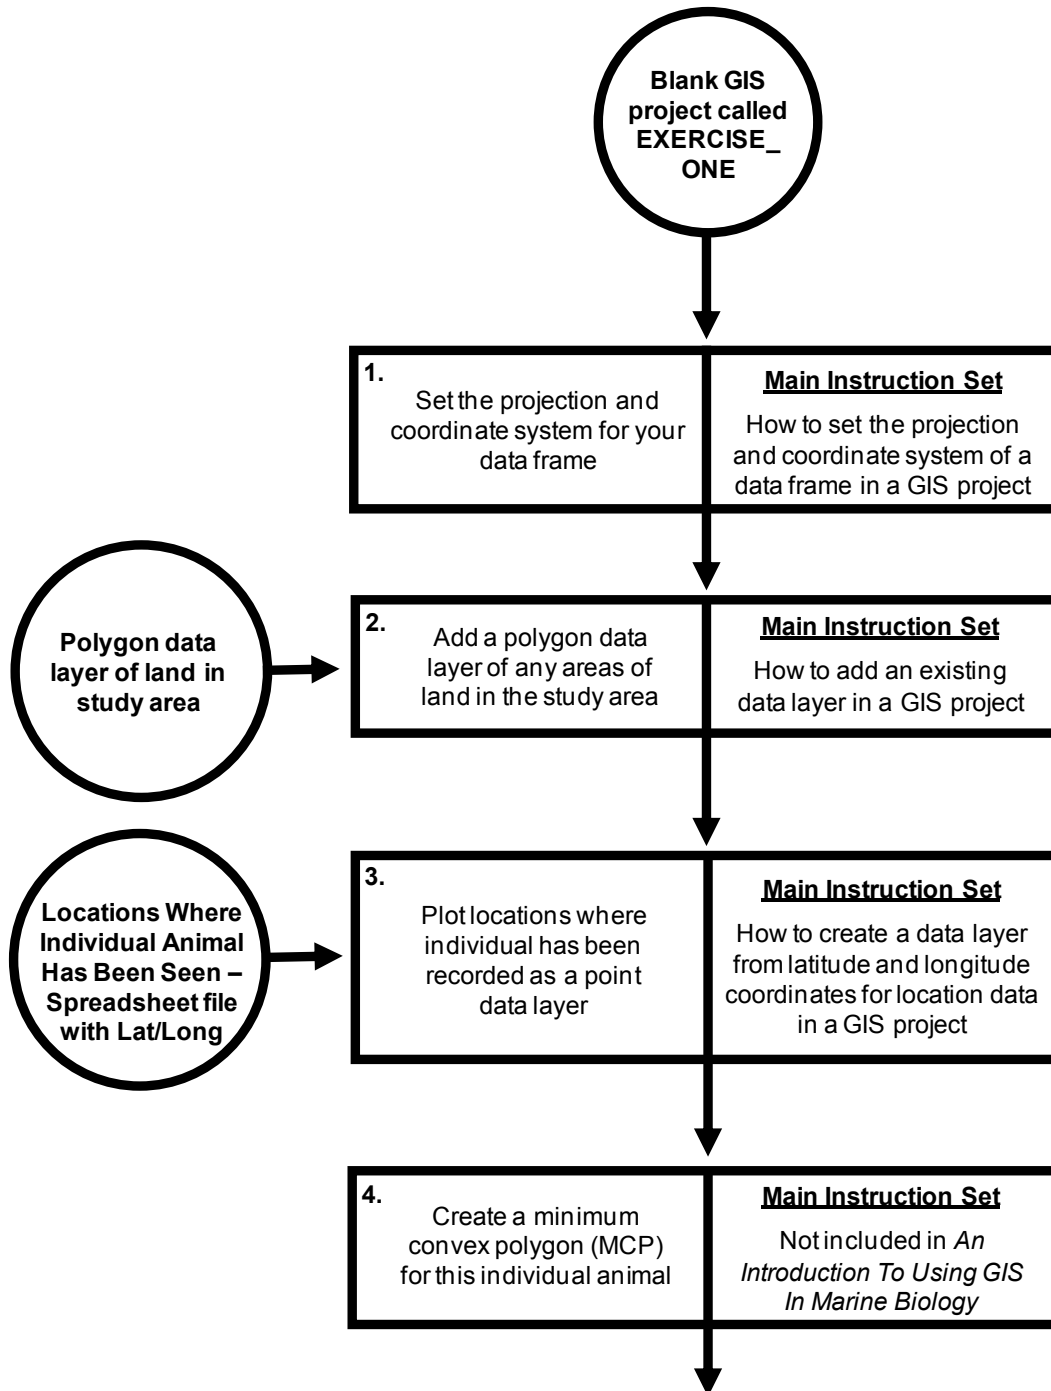 Blank GIS
project called
EXERCISE_
ONE
1.
Set the projection and
coordinate system for your
data frame
Main Instruction Set
How to set the projection
and coordinate system of a
data frame in a GIS project
Polygon data
layer of land in
study area
2.
Add a polygon data
layer of any areas of
land in the study area
Main Instruction Set
How to add an existing
data layer in a GIS project
Locations Where
Individual Animal
Has Been Seen –
Spreadsheet file
with Lat/Long
3.
Plot locations where
individual has been
recorded as a point
data layer
Main Instruction Set
How to create a data layer
from latitude and longitude
coordinates for location data
in a GIS project
4.
Create a minimum
convex polygon (MCP)
for this individual animal
Main Instruction Set
Not included in An
Introduction To Using GIS
In Marine Biology